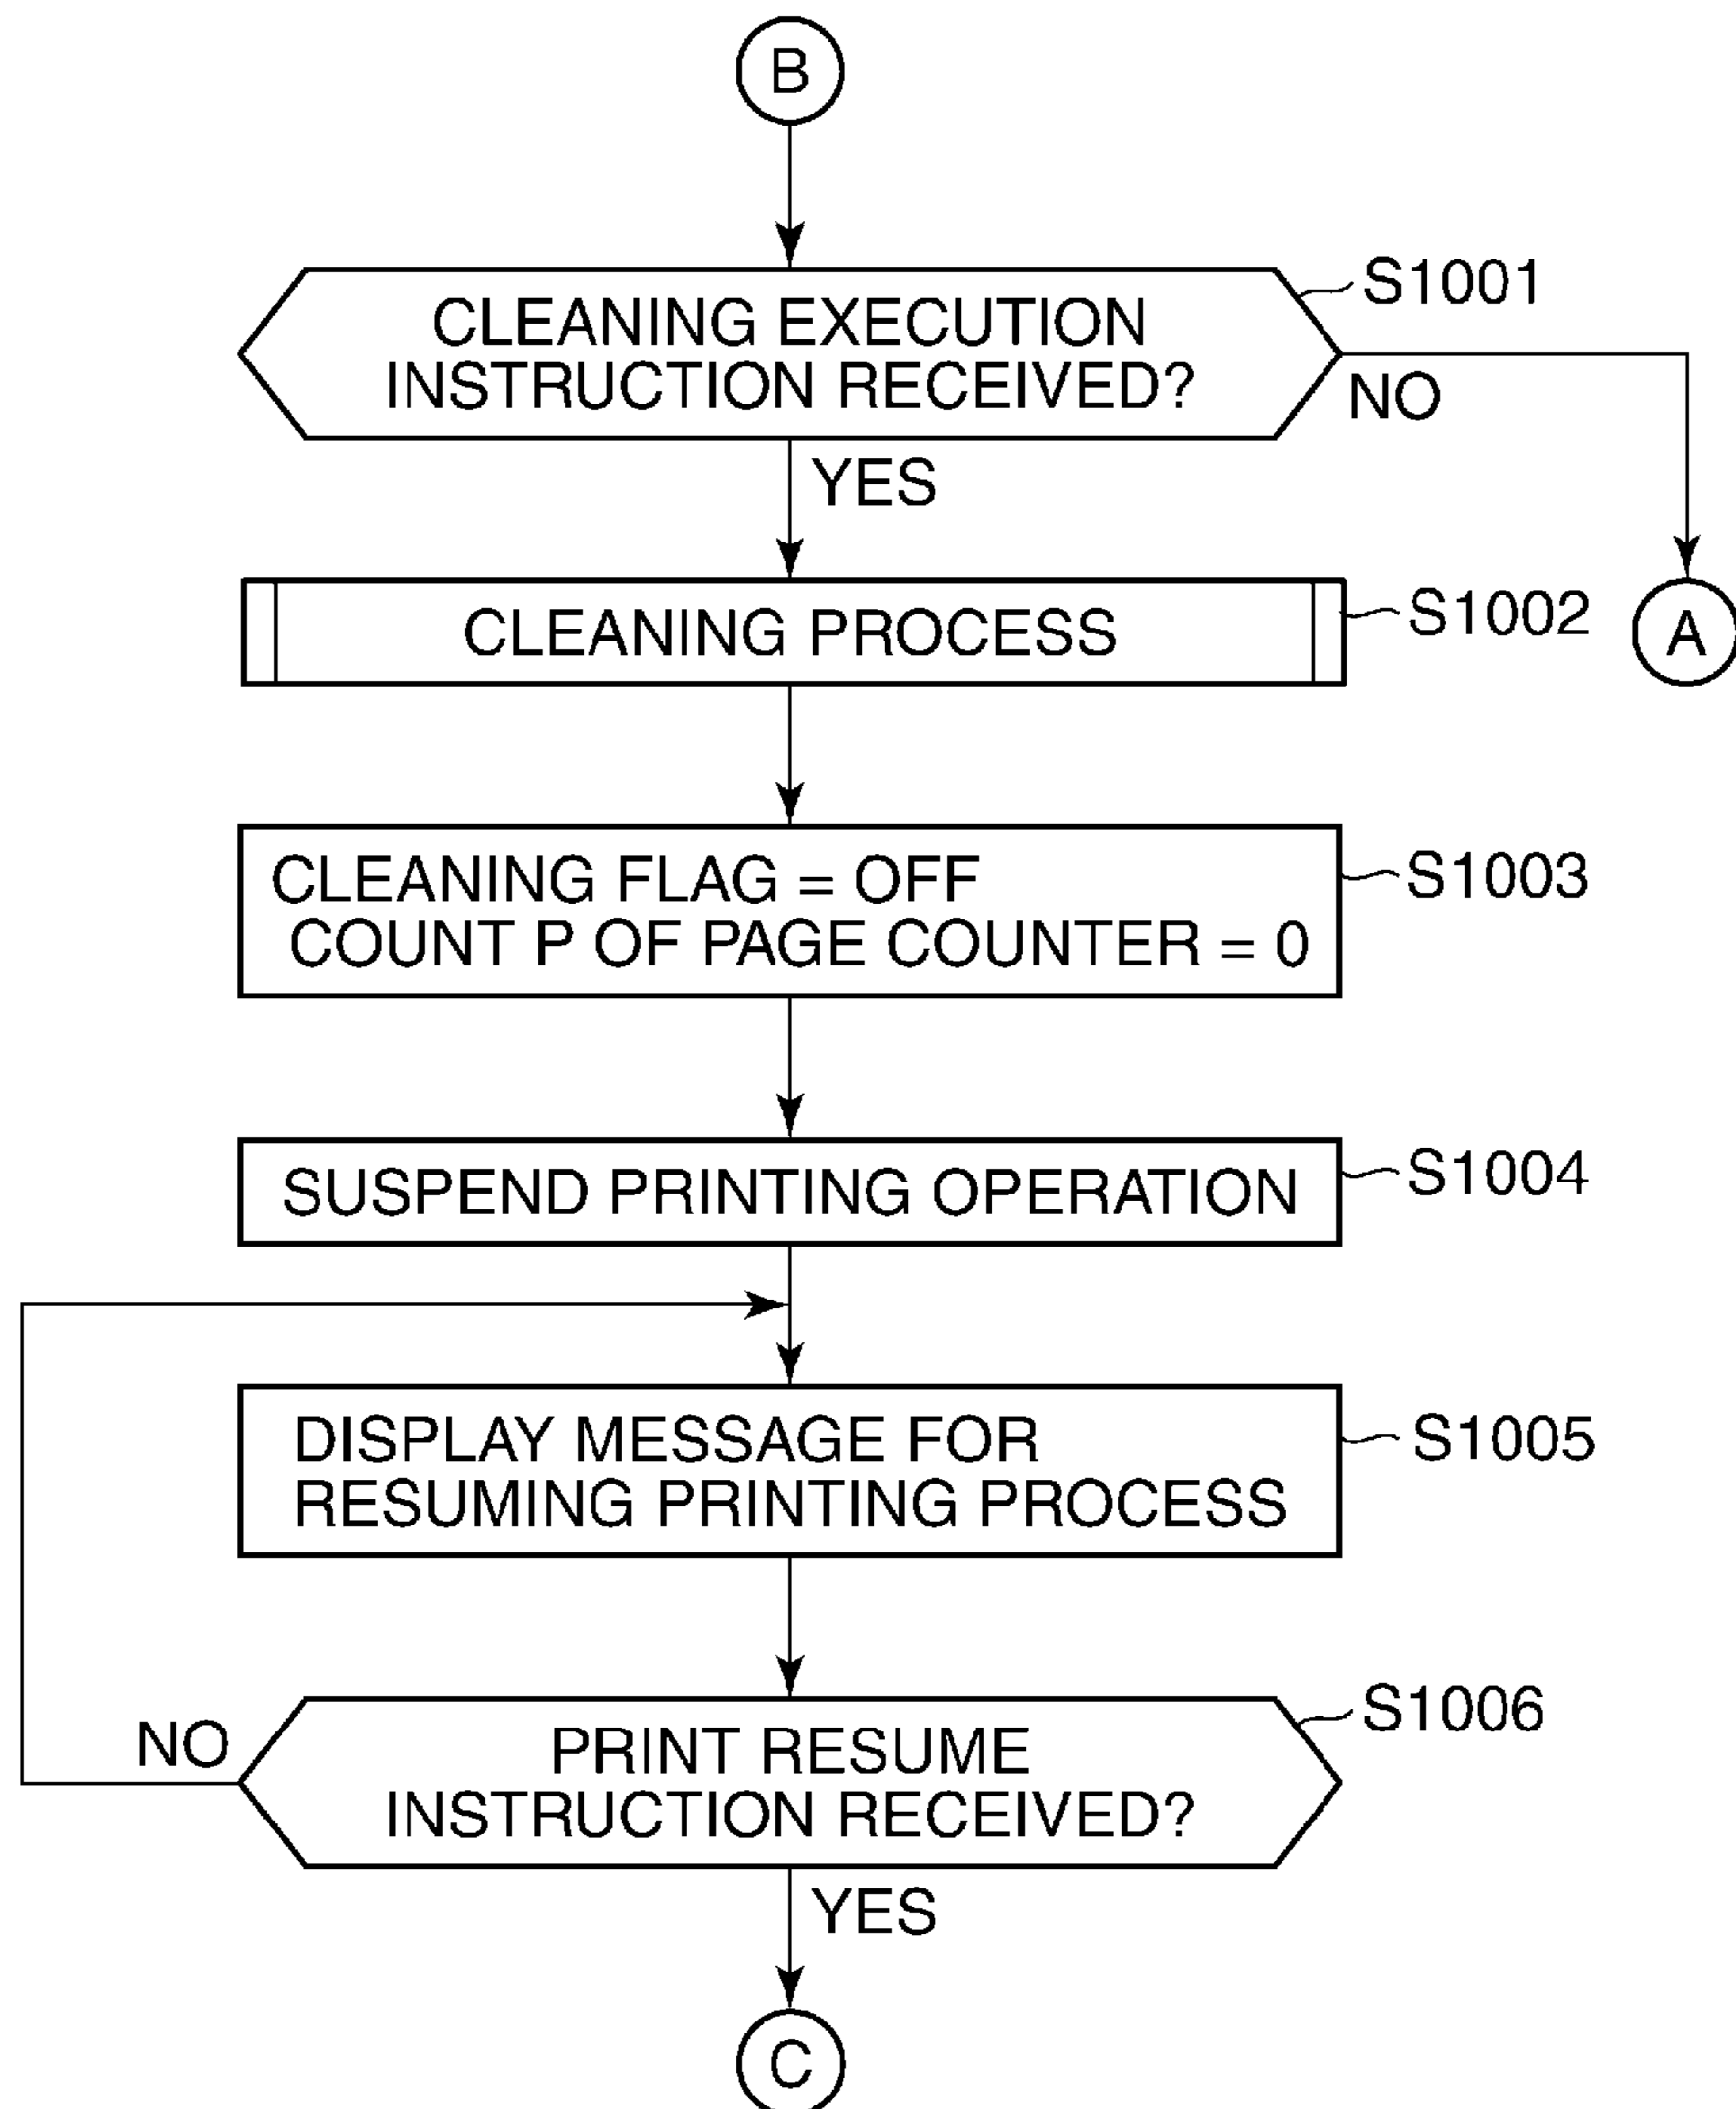 B
CLEANING EXECUTION
INSTRUCTION RECEIVED?
S1001
NO
YES
CLEANING PROCESS
S1002
A
CLEANING FLAG = OFF
COUNT P OF PAGE COUNTER = 0
S1003
SUSPEND PRINTING OPERATION
S1004
DISPLAY MESSAGE FOR
RESUMING PRINTING PROCESS
S1005
PRINT RESUME
INSTRUCTION RECEIVED?
S1006
NO
YES
C